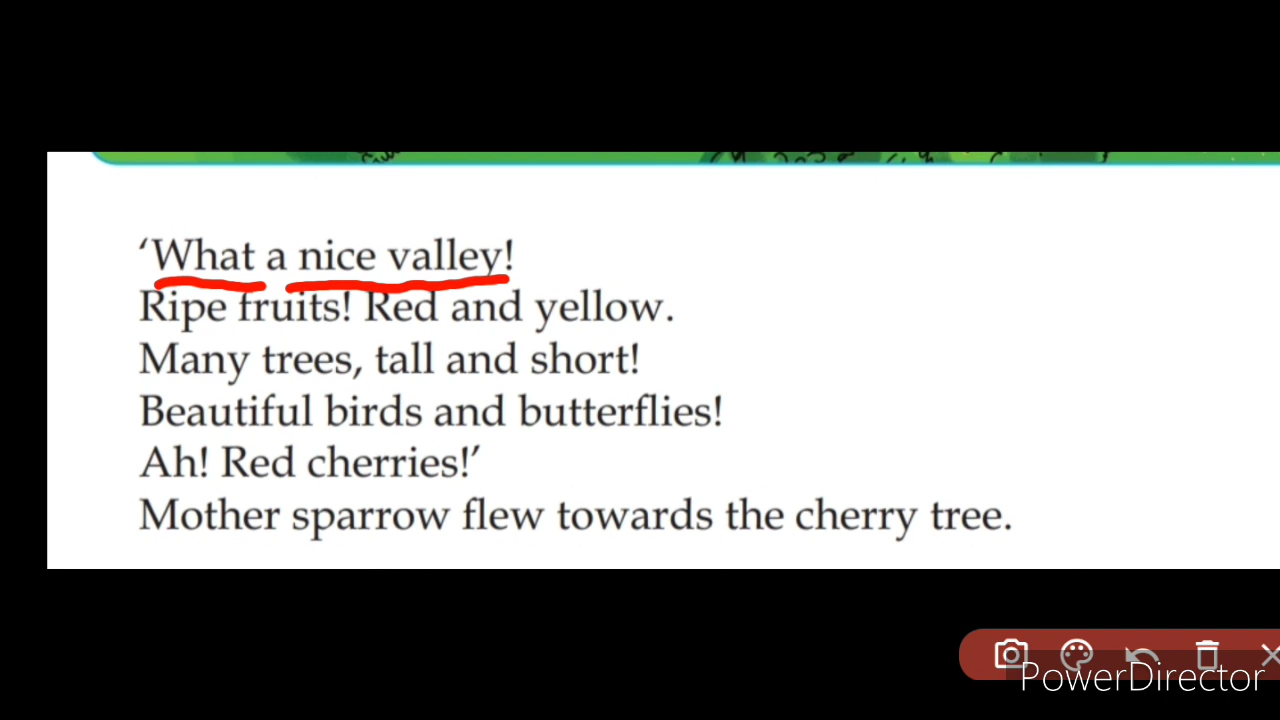 ‘What a nice valley!
Ripe fruits! Red and yellow.
Many trees, tall and short!
Beautiful birds and butterflies!
Ah! Red cherries!’
Mother sparrow flew towards the cherry tree.
PowerDirector